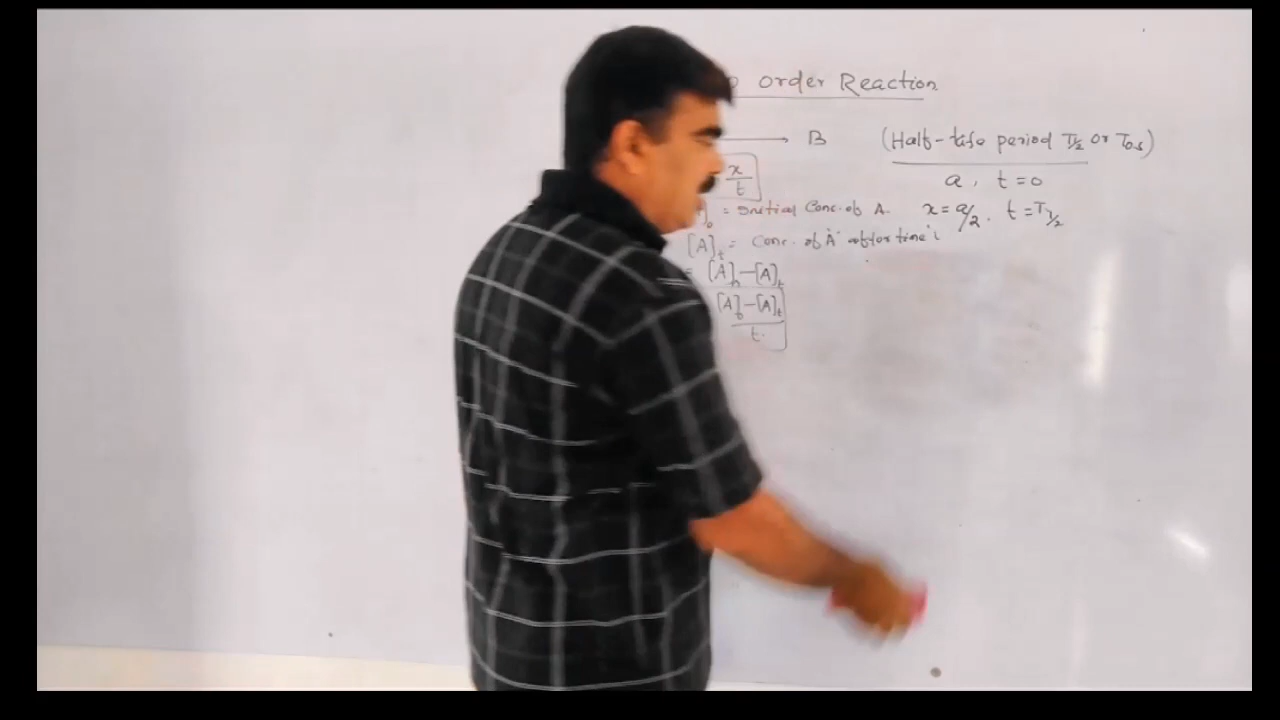 order Reaction
B
(Half-life period T1/2 or T0.5)
x/t
a, t=0
= Initial Conc. of A.
x = a/2, t = T1/2
[A]t = Conc. of 'A' after time 't
= [A]0 – [A]t
[A]0 – [A]t
t.